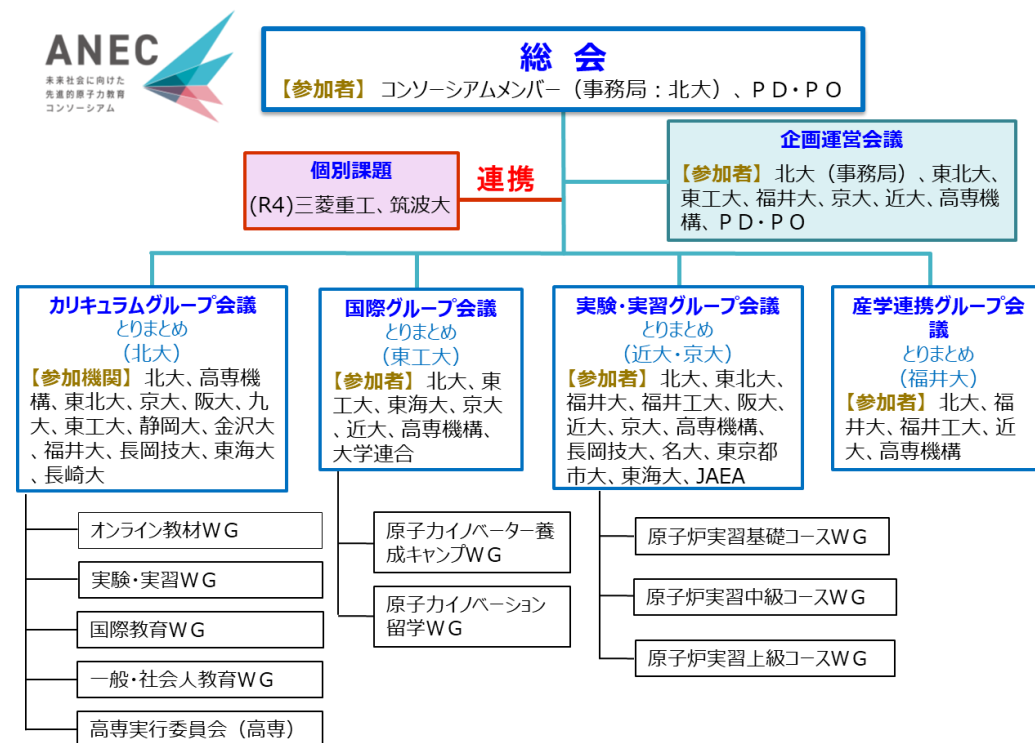 ANEC
未来社会に向けた
先進的原子力教育
コンソーシアム
総 会
【参加者】 コンソーシアムメンバー（事務局：北大）、ＰＤ・ＰＯ
個別課題
(R4)三菱重工、筑波大
連携
企画運営会議
【参加者】 北大（事務局）、東北大、
東工大、福井大、京大、近大、高専機
構、ＰＤ・ＰＯ
カリキュラムグループ会議
とりまとめ
(北大)
【参加機関】 北大、高専機
構、東北大、京大、阪大、九
大、東工大、静岡大、金沢大、
福井大、長岡技大、東海大
、長崎大
オンライン教材ＷＧ
実験・実習ＷＧ
国際教育ＷＧ
一般・社会人教育ＷＧ
高専実行委員会（高専）
国際グループ会議
とりまとめ
(東工大)
【参加者】 北大、東
工大、東海大、京大、
近大、高専機構、
大学連合
原子力イノベーター養
成キャンプＷＧ
原子力イノベーション
留学ＷＧ
実験・実習グループ会議
とりまとめ
(近大・京大)
【参加者】 北大、東北大、
福井大、福井工大、阪大、
近大、京大、高専機構、
長岡技大、名大、東京都
市大、東海大、JAEA
原子炉実習基礎コースＷＧ
原子炉実習中級コースＷＧ
原子炉実習上級コースＷＧ
産学連携グループ会
議
とりまとめ
(福井大)
【参加者】 北大、福
井大、福井工大、近
大、高専機構